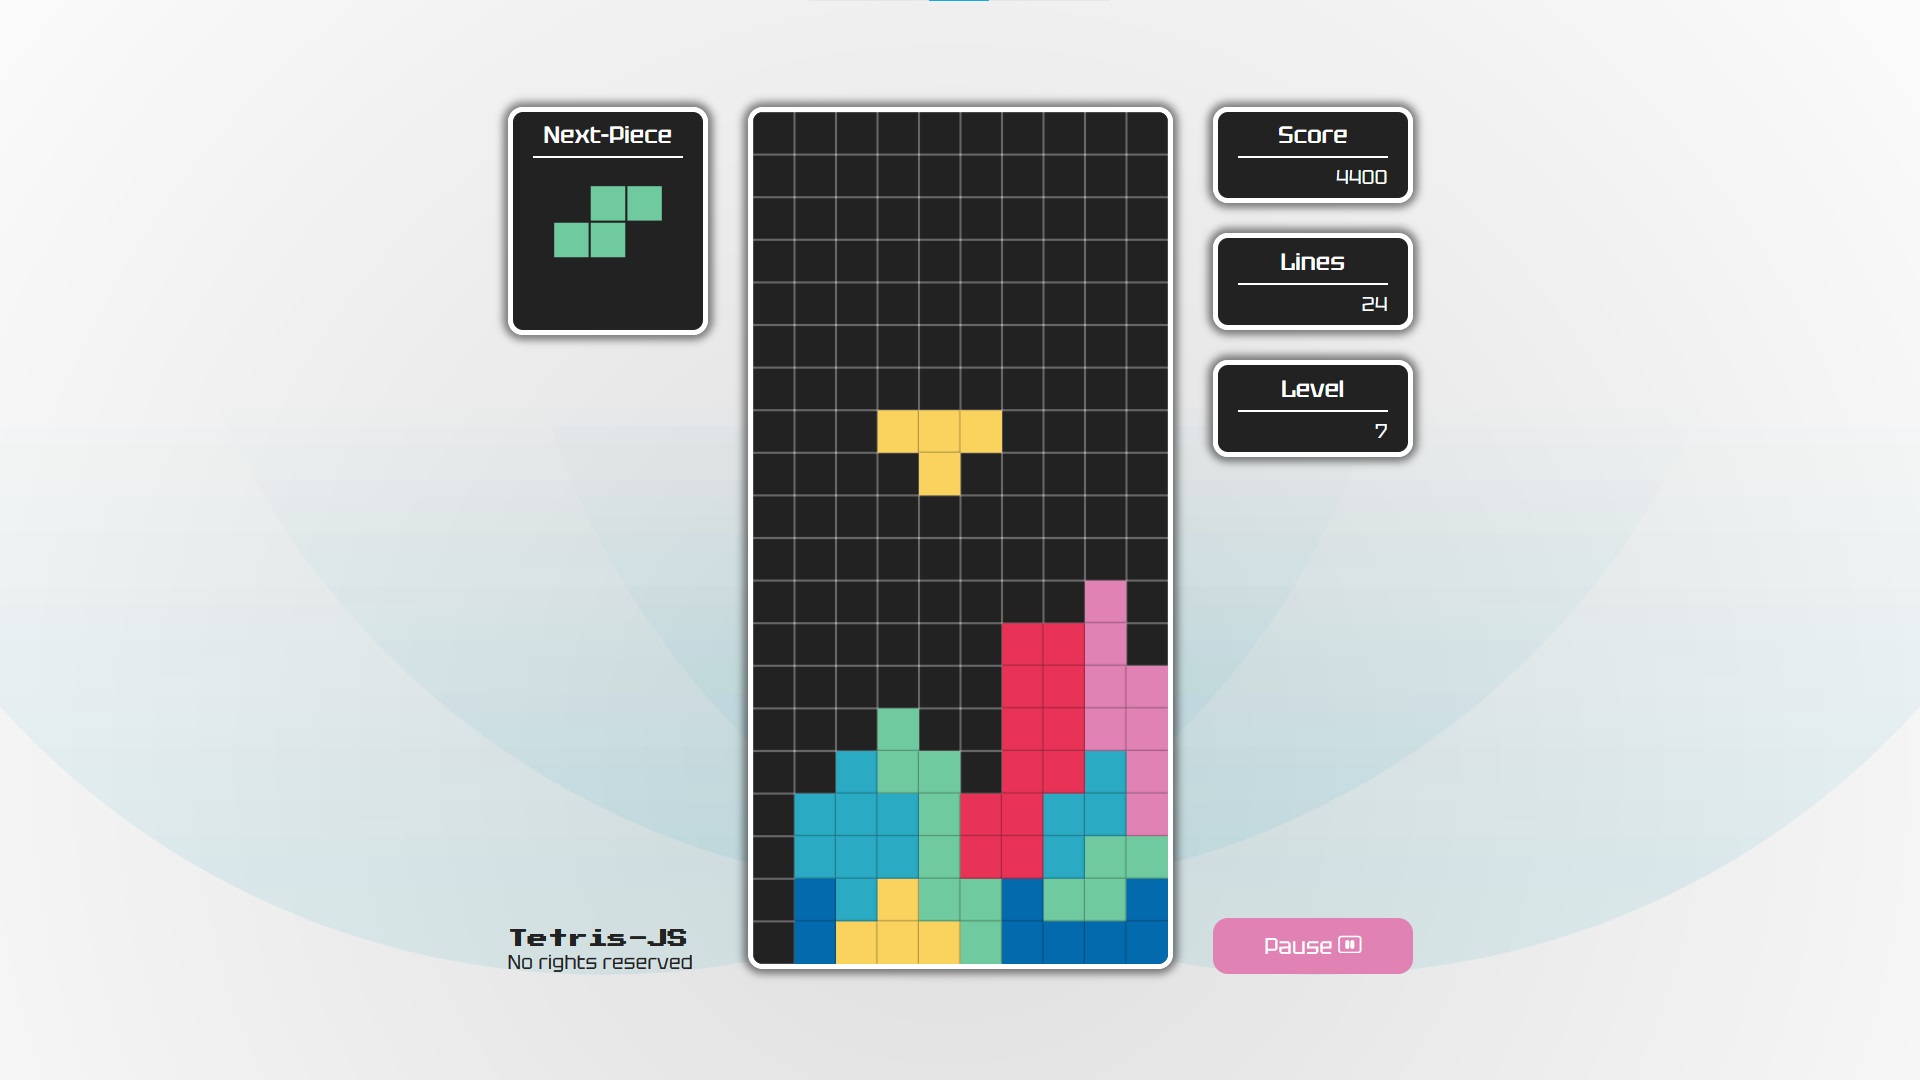 Next-Piece
Score
4400
Lines
24
Level
7
Tetris-JS
No rights reserved
Pause